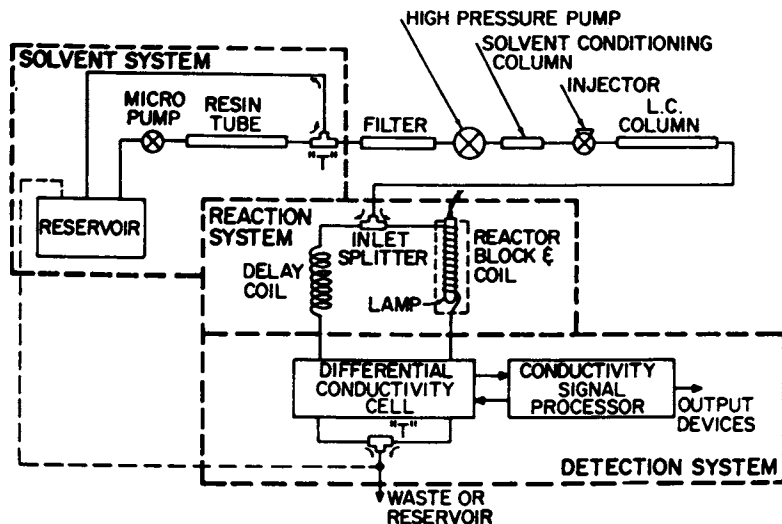 HIGH PRESSURE PUMP
SOLVENT CONDITIONING
COLUMN
INJECTOR
L.C.
COLUMN
SOLVENT SYSTEM
MICRO
PUMP
RESIN
TUBE
"T"
FILTER
RESERVOIR
REACTION
SYSTEM
INLET
SPLITTER
DELAY
COIL
LAMP
REACTOR
BLOCK &
COIL
DIFFERENTIAL
CONDUCTIVITY
CELL
CONDUCTIVITY
SIGNAL
PROCESSOR
OUTPUT
DEVICES
"T"
DETECTION SYSTEM
WASTE OR
RESERVOIR